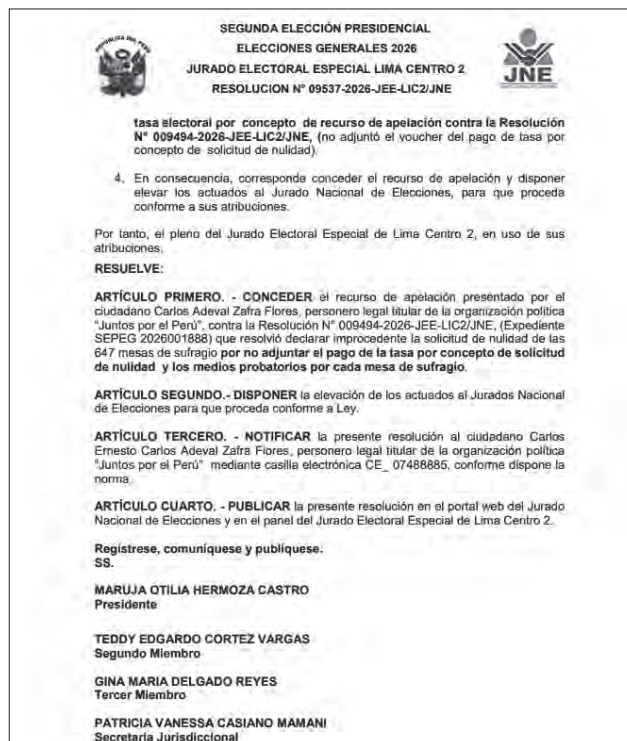 REPÚBLICA DEL PERÚ
SEGUNDA ELECCIÓN PRESIDENCIAL
ELECCIONES GENERALES 2026
JURADO ELECTORAL ESPECIAL LIMA CENTRO 2
RESOLUCION N° 09537-2026-JEE-LIC2/JNE
JNE
tasa electoral por concepto de recurso de apelación contra la Resolución
N° 009494-2026-JEE-LIC2/JNE, (no adjuntó el voucher del pago de tasa por
concepto de solicitud de nulidad).
4. En consecuencia, corresponde conceder el recurso de apelación y disponer
elevar los actuados al Jurado Nacional de Elecciones, para que proceda
conforme a sus atribuciones.
Por tanto, el pleno del Jurado Electoral Especial de Lima Centro 2, en uso de sus
atribuciones,
RESUELVE:
ARTÍCULO PRIMERO. - CONCEDER el recurso de apelación presentado por el
ciudadano Carlos Adeval Zafra Flores, personero legal titular de la organización política
"Juntos por el Perú", contra la Resolución N° 009494-2026-JEE-LIC2/JNE, (Expediente
SEPEG 2026001888) que resolvió declarar improcedente la solicitud de nulidad de las
647 mesas de sufragio por no adjuntar el pago de la tasa por concepto de solicitud
de nulidad y los medios probatorios por cada mesa de sufragio.
ARTÍCULO SEGUNDO.- DISPONER la elevación de los actuados al Jurados Nacional
de Elecciones para que proceda conforme a Ley.
ARTÍCULO TERCERO. - NOTIFICAR la presente resolución al ciudadano Carlos
Ernesto Carlos Adeval Zafra Flores, personero legal titular de la organización política
"Juntos por el Perú" mediante casilla electrónica CE_ 07488885, conforme dispone la
norma.
ARTÍCULO CUARTO. - PUBLICAR la presente resolución en el portal web del Jurado
Nacional de Elecciones y en el panel del Jurado Electoral Especial de Lima Centro 2.
Regístrese, comuníquese y publíquese.
SS.
MARUJA OTILIA HERMOZA CASTRO
Presidente
TEDDY EDGARDO CORTEZ VARGAS
Segundo Miembro
GINA MARIA DELGADO REYES
Tercer Miembro
PATRICIA VANESSA CASIANO MAMANI
Secretaria Jurisdiccional